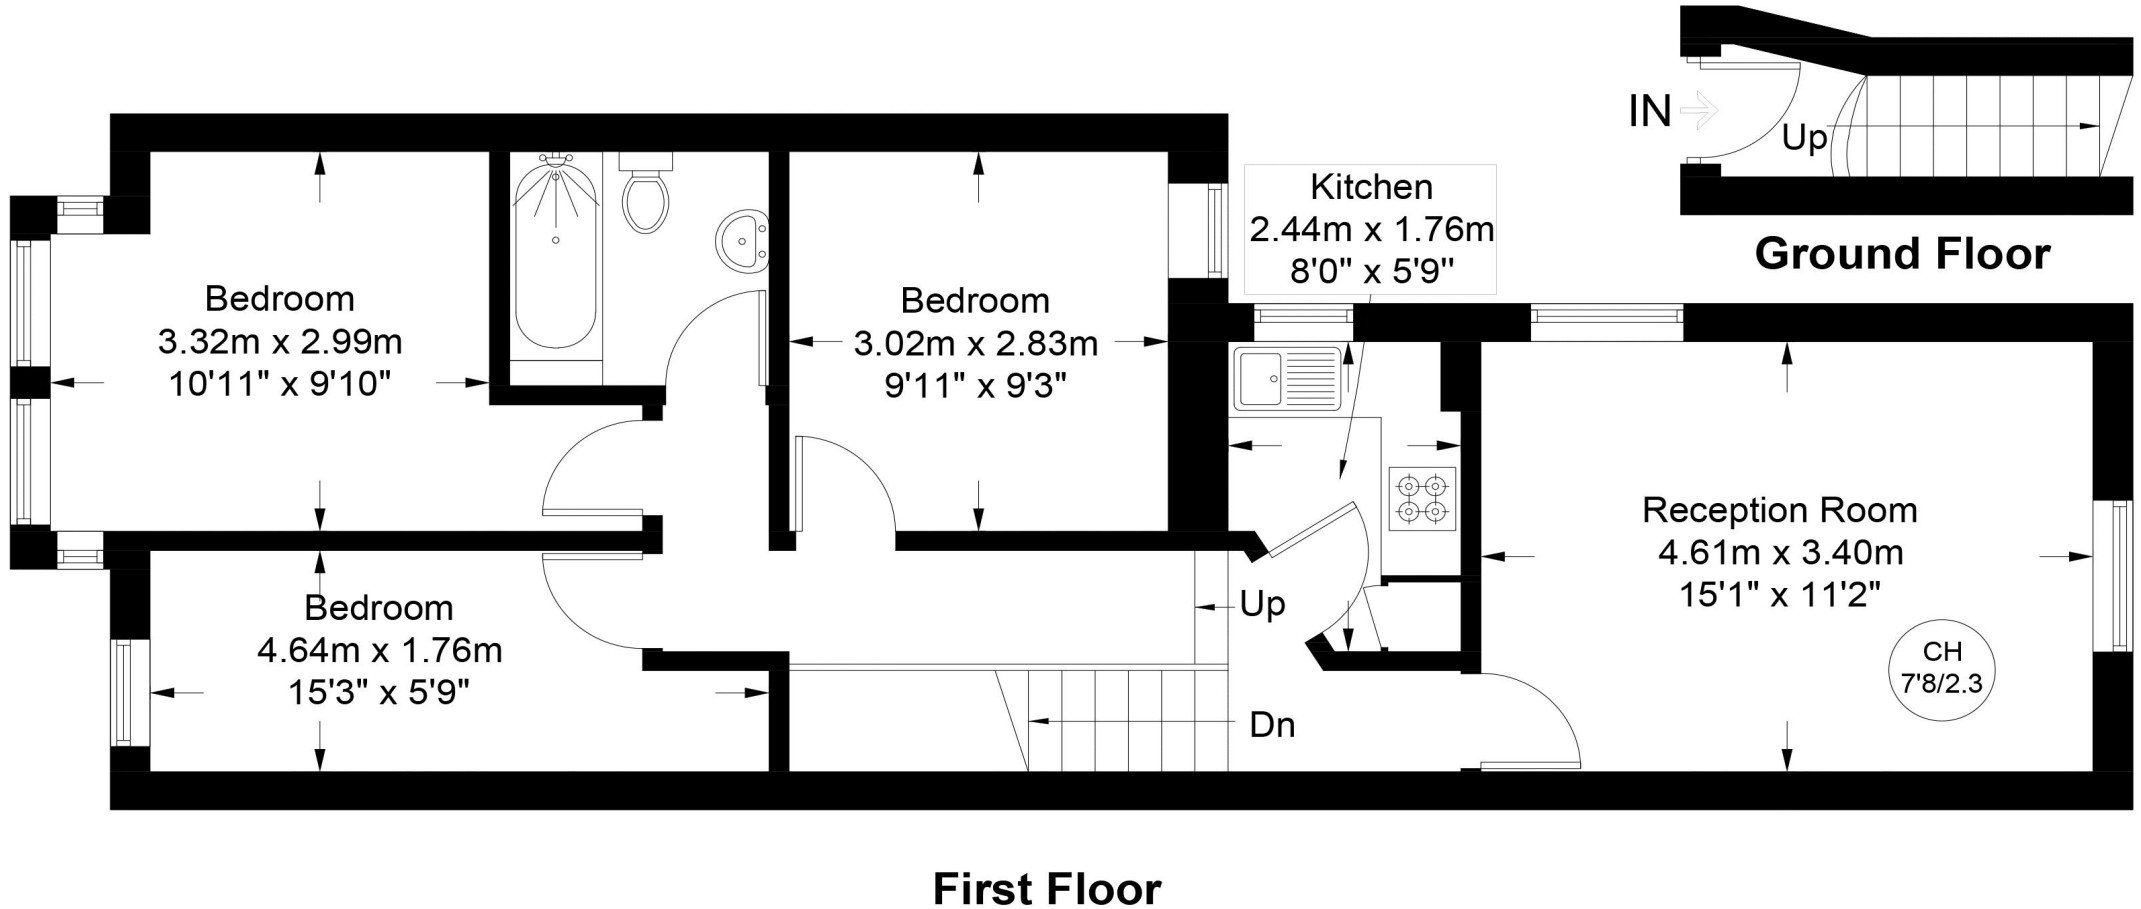 IN
Up
Ground Floor
Kitchen
2.44m x 1.76m
8'0" x 5'9"
Bedroom
3.32m x 2.99m
10'11" x 9'10"
Bedroom
3.02m x 2.83m
9'11" x 9'3"
Reception Room
4.61m x 3.40m
15'1" x 11'2"
CH
7'8/2.3
Bedroom
4.64m x 1.76m
15'3" x 5'9"
Up
Dn
First Floor